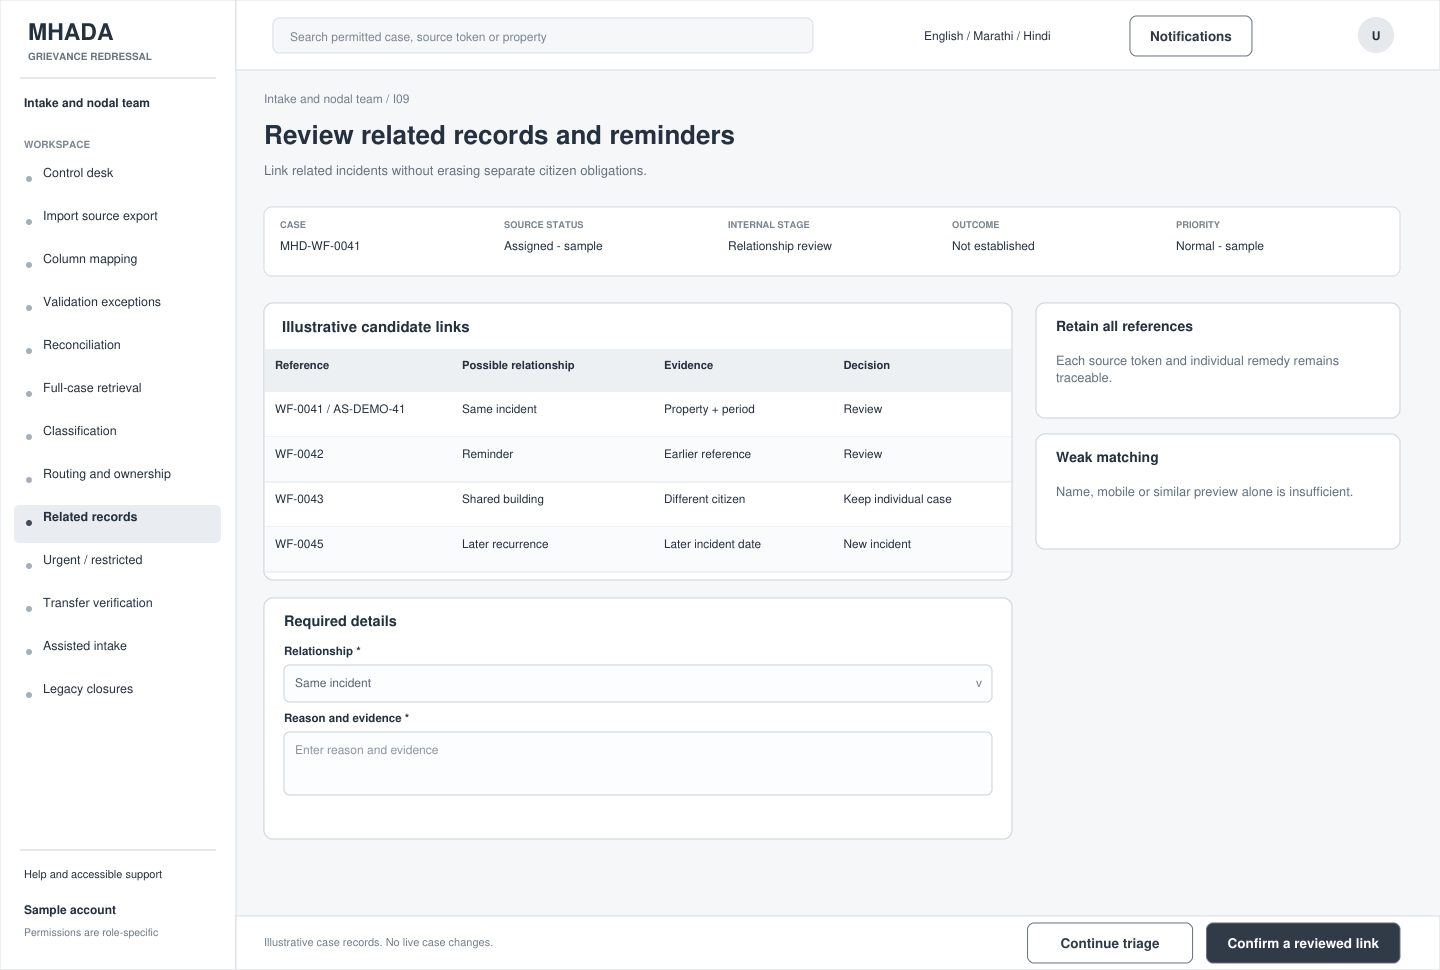 MHADA
GRIEVANCE REDRESSAL
Intake and nodal team
WORKSPACE
Control desk
Import source export
Column mapping
Validation exceptions
Reconciliation
Full-case retrieval
Classification
Routing and ownership
Related records
Urgent / restricted
Transfer verification
Assisted intake
Legacy closures
Help and accessible support
Sample account
Permissions are role-specific
Search permitted case, source token or property
English / Marathi / Hindi
Notifications
U
Intake and nodal team / I09
Review related records and reminders
Link related incidents without erasing separate citizen obligations.
CASE SOURCE STATUS INTERNAL STAGE OUTCOME PRIORITY
MHD-WF-0041 Assigned - sample Relationship review Not established Normal - sample
Illustrative candidate links
Reference Possible relationship Evidence Decision
WF-0041 / AS-DEMO-41 Same incident Property + period Review
WF-0042 Reminder Earlier reference Review
WF-0043 Shared building Different citizen Keep individual case
WF-0045 Later recurrence Later incident date New incident
Retain all references
Each source token and individual remedy remains
traceable.
Weak matching
Name, mobile or similar preview alone is insufficient.
Required details
Relationship *
Same incident v
Reason and evidence *
Enter reason and evidence
Illustrative case records. No live case changes.
Continue triage
Confirm a reviewed link